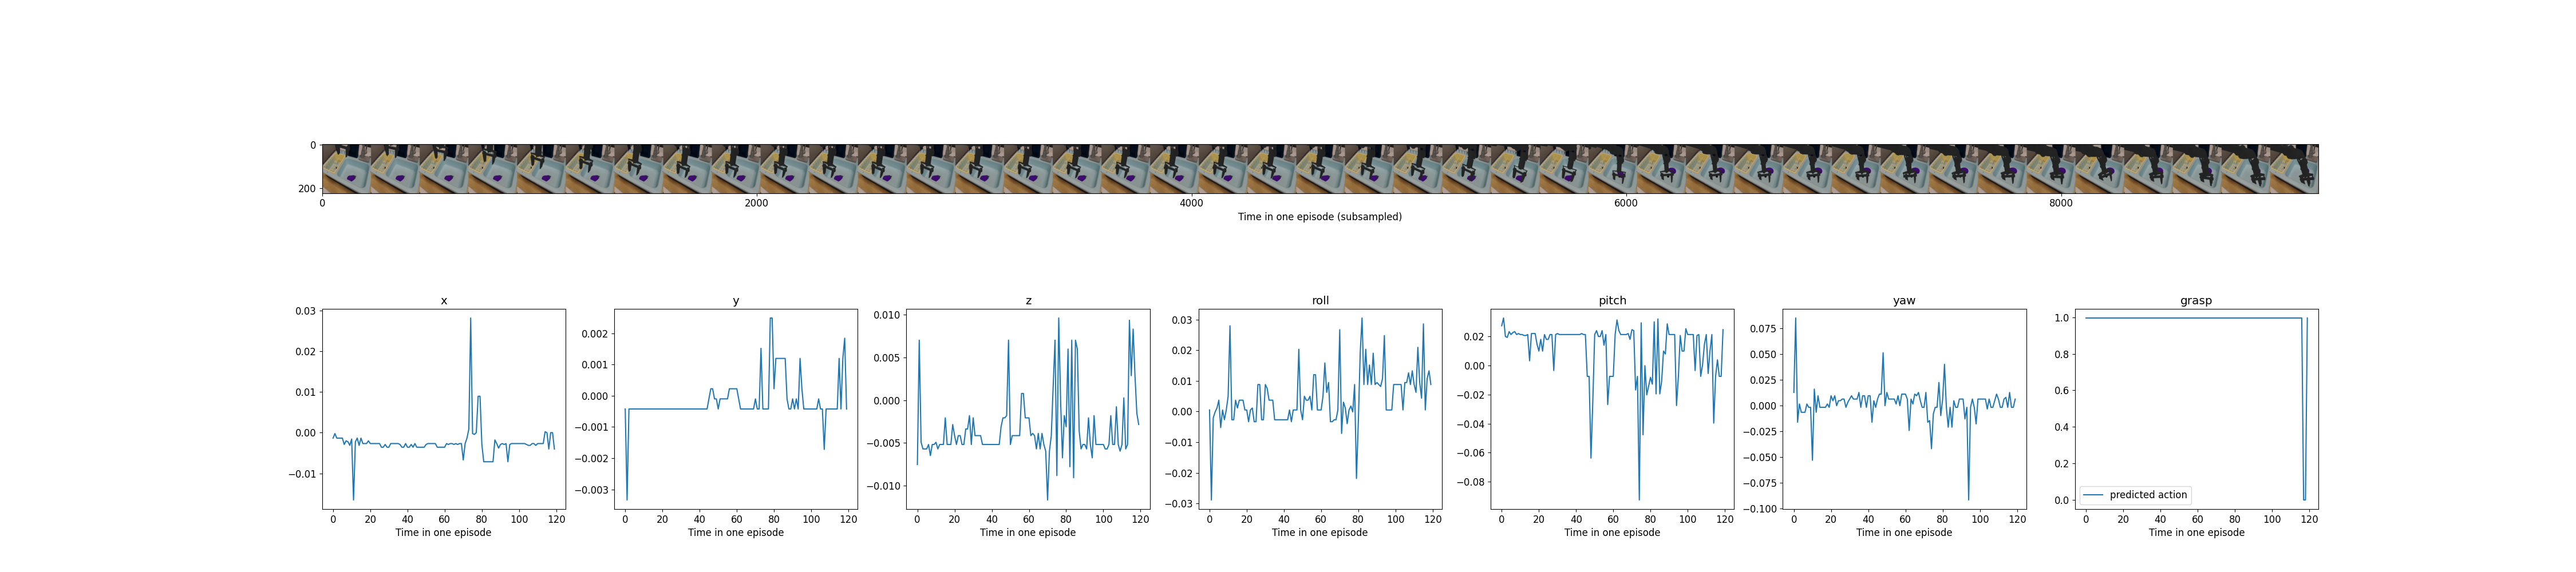 0
200
0 2000 4000 6000 8000
Time in one episode (subsampled)
x
0.03
0.02
0.01
0.00
−0.01
0 20 40 60 80 100 120
Time in one episode
y
0.002
0.001
0.000
−0.001
−0.002
−0.003
0 20 40 60 80 100 120
Time in one episode
z
0.010
0.005
0.000
−0.005
−0.010
0 20 40 60 80 100 120
Time in one episode
roll
0.03
0.02
0.01
0.00
−0.01
−0.02
−0.03
0 20 40 60 80 100 120
Time in one episode
pitch
0.02
0.00
−0.02
−0.04
−0.06
−0.08
0 20 40 60 80 100 120
Time in one episode
yaw
0.075
0.050
0.025
0.000
−0.025
−0.050
−0.075
−0.100
0 20 40 60 80 100 120
Time in one episode
grasp
1.0
0.8
0.6
0.4
0.2
0.0
predicted action
0 20 40 60 80 100 120
Time in one episode